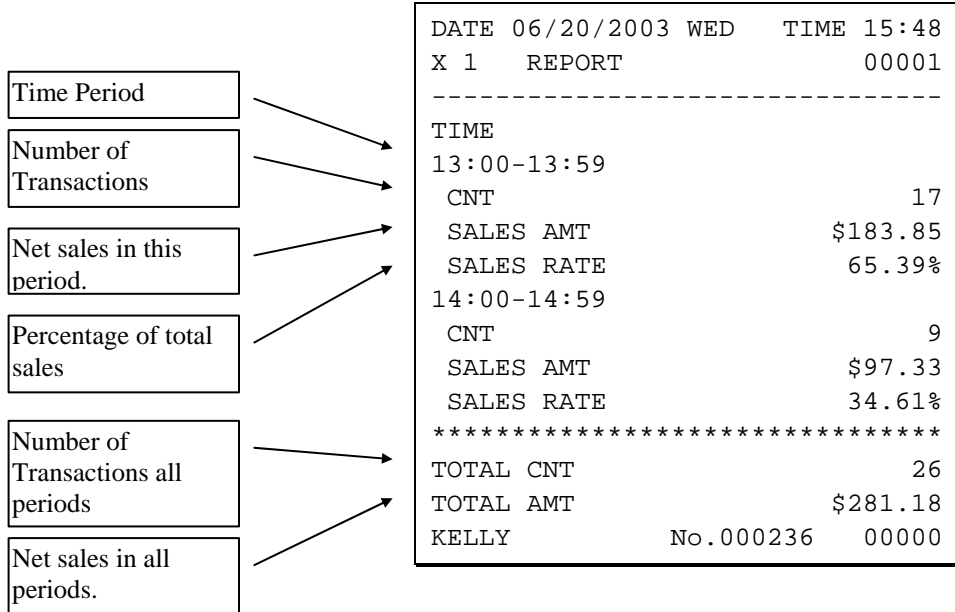 Time Period
Number of
Transactions
Net sales in this
period.
Percentage of total
sales
Number of
Transactions all
periods
Net sales in all
periods.
DATE 06/20/2003 WED TIME 15:48
X 1 REPORT 00001
--------------------------------
TIME
13:00-13:59
CNT 17
SALES AMT $183.85
SALES RATE 65.39%
14:00-14:59
CNT 9
SALES AMT $97.33
SALES RATE 34.61%
********************************
TOTAL CNT 26
TOTAL AMT $281.18
KELLY No.000236 00000